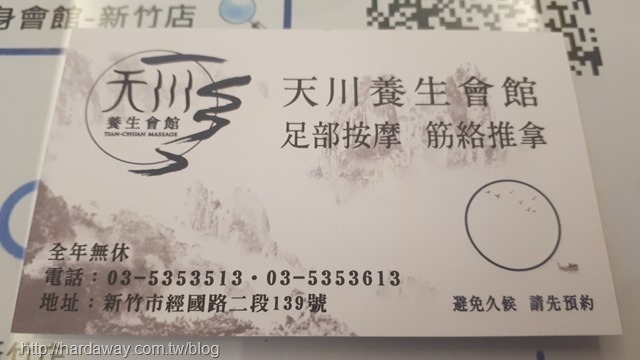 身會館-新竹店
天川
養生會館
TIAN-CHUAN MASSAGE
天川養生會館
足部按摩 筋絡推拿
全年無休
電話：03-5353513・03-5353613
地址：新竹市經國路二段139號
避免久候 請先預約
http://hardaway.com.tw/blog